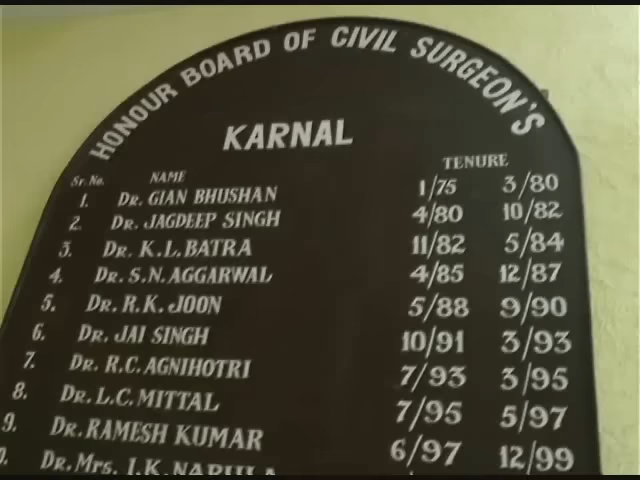 HONOUR BOARD OF CIVIL SURGEON'S
KARNAL
Sr. No. NAME TENURE
1. DR. GIAN BHUSHAN 1/75 3/80
2. DR. JAGDEEP SINGH 4/80 10/82
3. DR. K.L. BATRA 11/82 5/84
4. DR. S.N. AGGARWAL 4/85 12/87
5. DR. R.K. JOON 5/88 9/90
6. DR. JAI SINGH 10/91 3/93
7. DR. R.C. AGNIHOTRI 7/93 3/95
8. DR. L.C. MITTAL 7/95 5/97
9. DR. RAMESH KUMAR 6/97 12/99
DR. MRS. I.K. NARULA